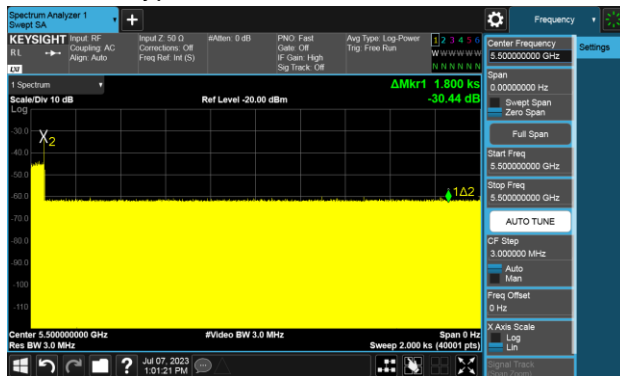 Spectrum Analyzer 1
Swept SA
+
Frequency
KEYSIGHT
RL
LXI
Input: RF
Coupling: AC
Align: Auto
Input Z: 50 Ω
Corrections: Off
Freq Ref: Int (S)
#Atten: 0 dB
PNO: Fast
Gate: Off
IF Gain: High
Sig Track: Off
Avg Type: Log-Power
Trig: Free Run
1 2 3 4 5 6
W W W W W W
N N N N N N
1 Spectrum
Scale/Div 10 dB
Log
Ref Level -20.00 dBm
ΔMkr1 1.800 ks
-30.44 dB
-30.0
-40.0
-50.0
-60.0
-70.0
-80.0
-90.0
-100
-110
X2
1Δ2
Center 5.500000000 GHz
Res BW 3.0 MHz
#Video BW 3.0 MHz
Span 0 Hz
Sweep 2.000 ks (40001 pts)
Center Frequency
5.500000000 GHz
Settings
Span
0.00000000 Hz
Swept Span
Zero Span
Full Span
Start Freq
5.500000000 GHz
Stop Freq
5.500000000 GHz
AUTO TUNE
CF Step
3.000000 MHz
Auto
Man
Freq Offset
0 Hz
X Axis Scale
Log
Lin
Signal Track
(Span Zoom)
?
Jul 07, 2023
1:01:21 PM